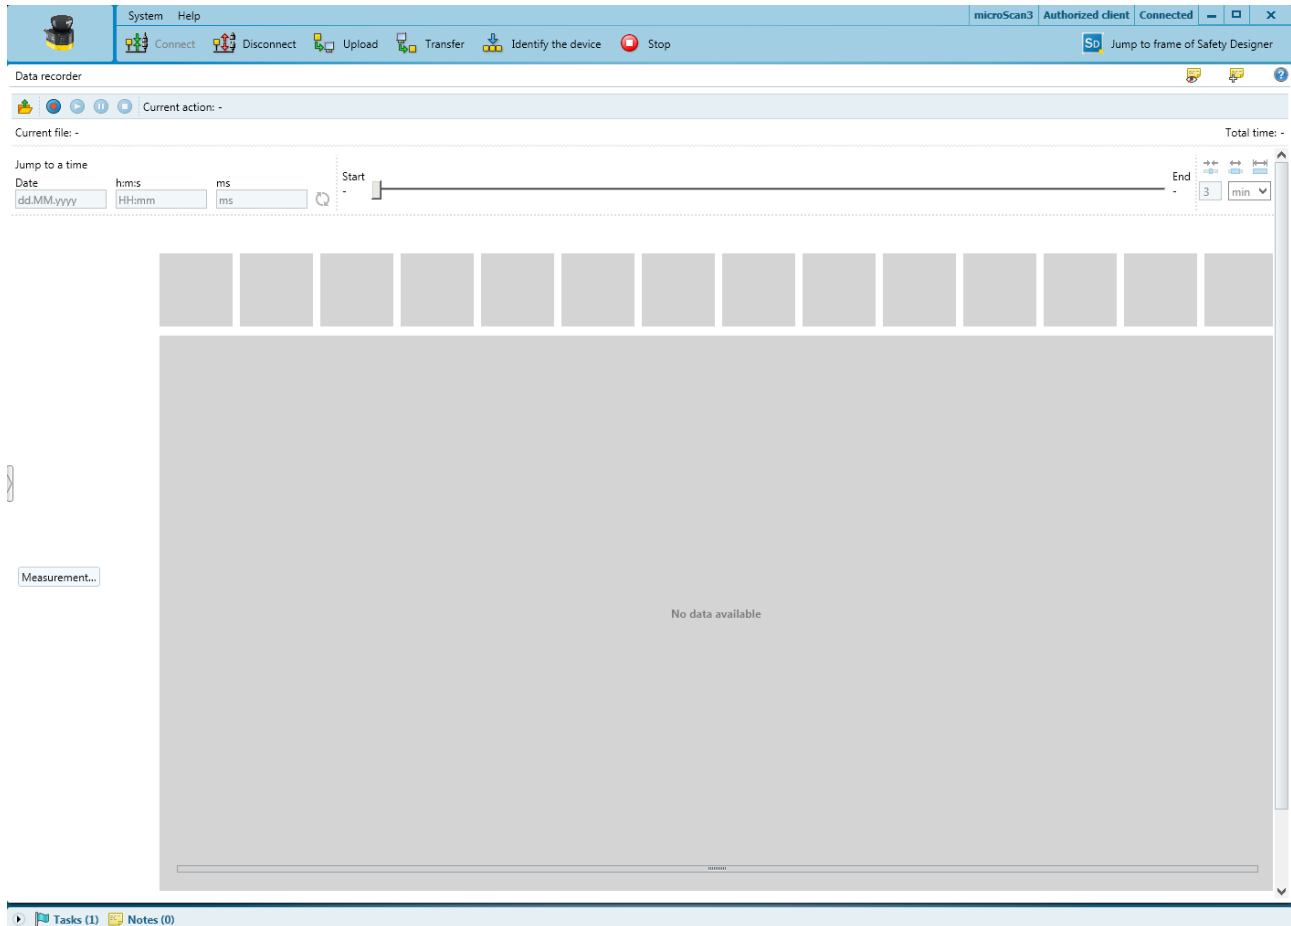 System Help microScan3 Authorized client Connected
Connect Disconnect Upload Transfer Identify the device Stop SD Jump to frame of Safety Designer
Data recorder
Current action: -
Current file: - Total time: -
Jump to a time
Start End
Date h:m:s ms
- -
dd.MM.yyyy HH:mm ms 3 min
Measurement...
No data available
Tasks (1) Notes (0)